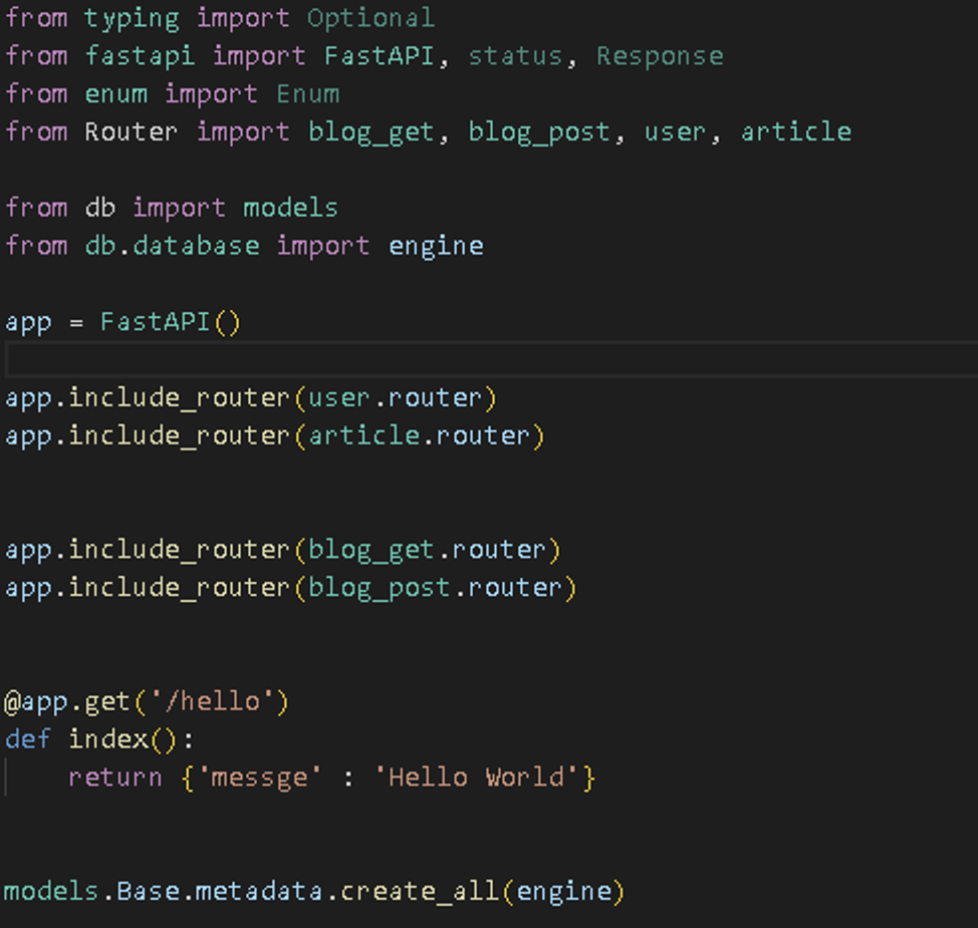 from typing import Optional
from fastapi import FastAPI, status, Response
from enum import Enum
from Router import blog_get, blog_post, user, article
from db import models
from db.database import engine
app = FastAPI()
app.include_router(user.router)
app.include_router(article.router)
app.include_router(blog_get.router)
app.include_router(blog_post.router)
@app.get('/hello')
def index():
    return {'messge' : 'Hello World'}
models.Base.metadata.create_all(engine)